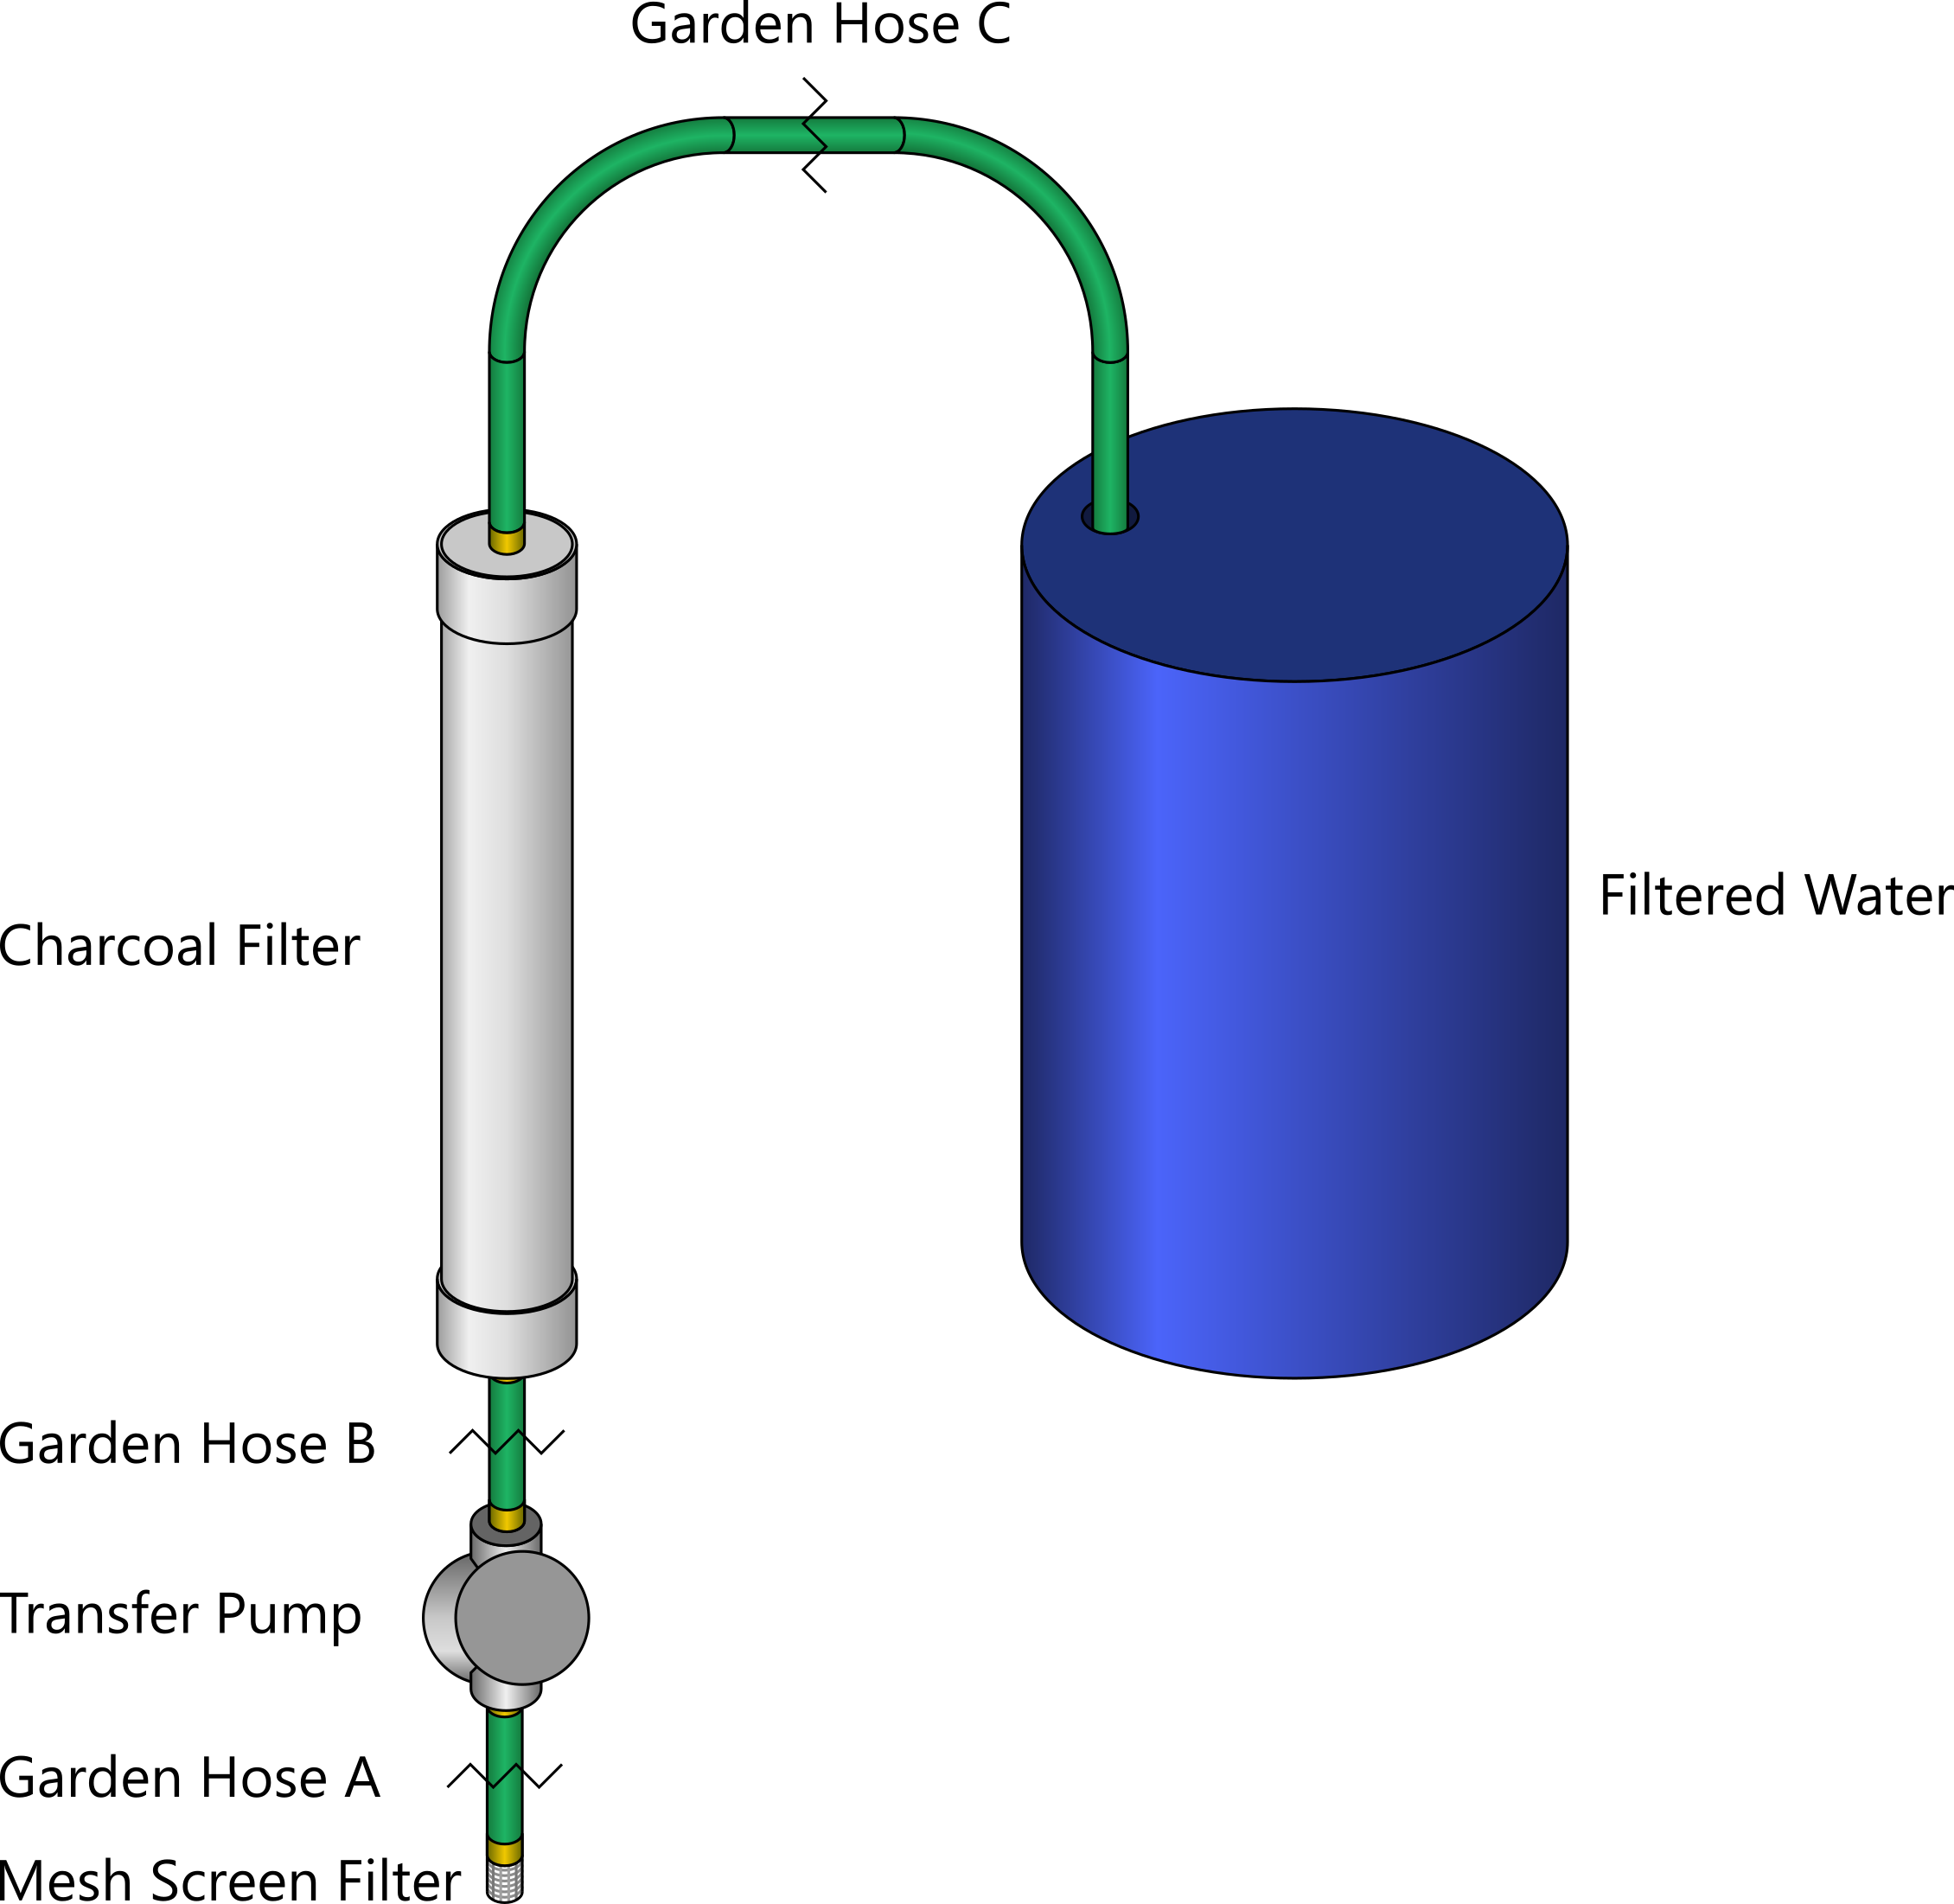 Garden Hose C
Filtered Water
Charcoal Filter
Garden Hose B
Transfer Pump
Garden Hose A
Mesh Screen Filter